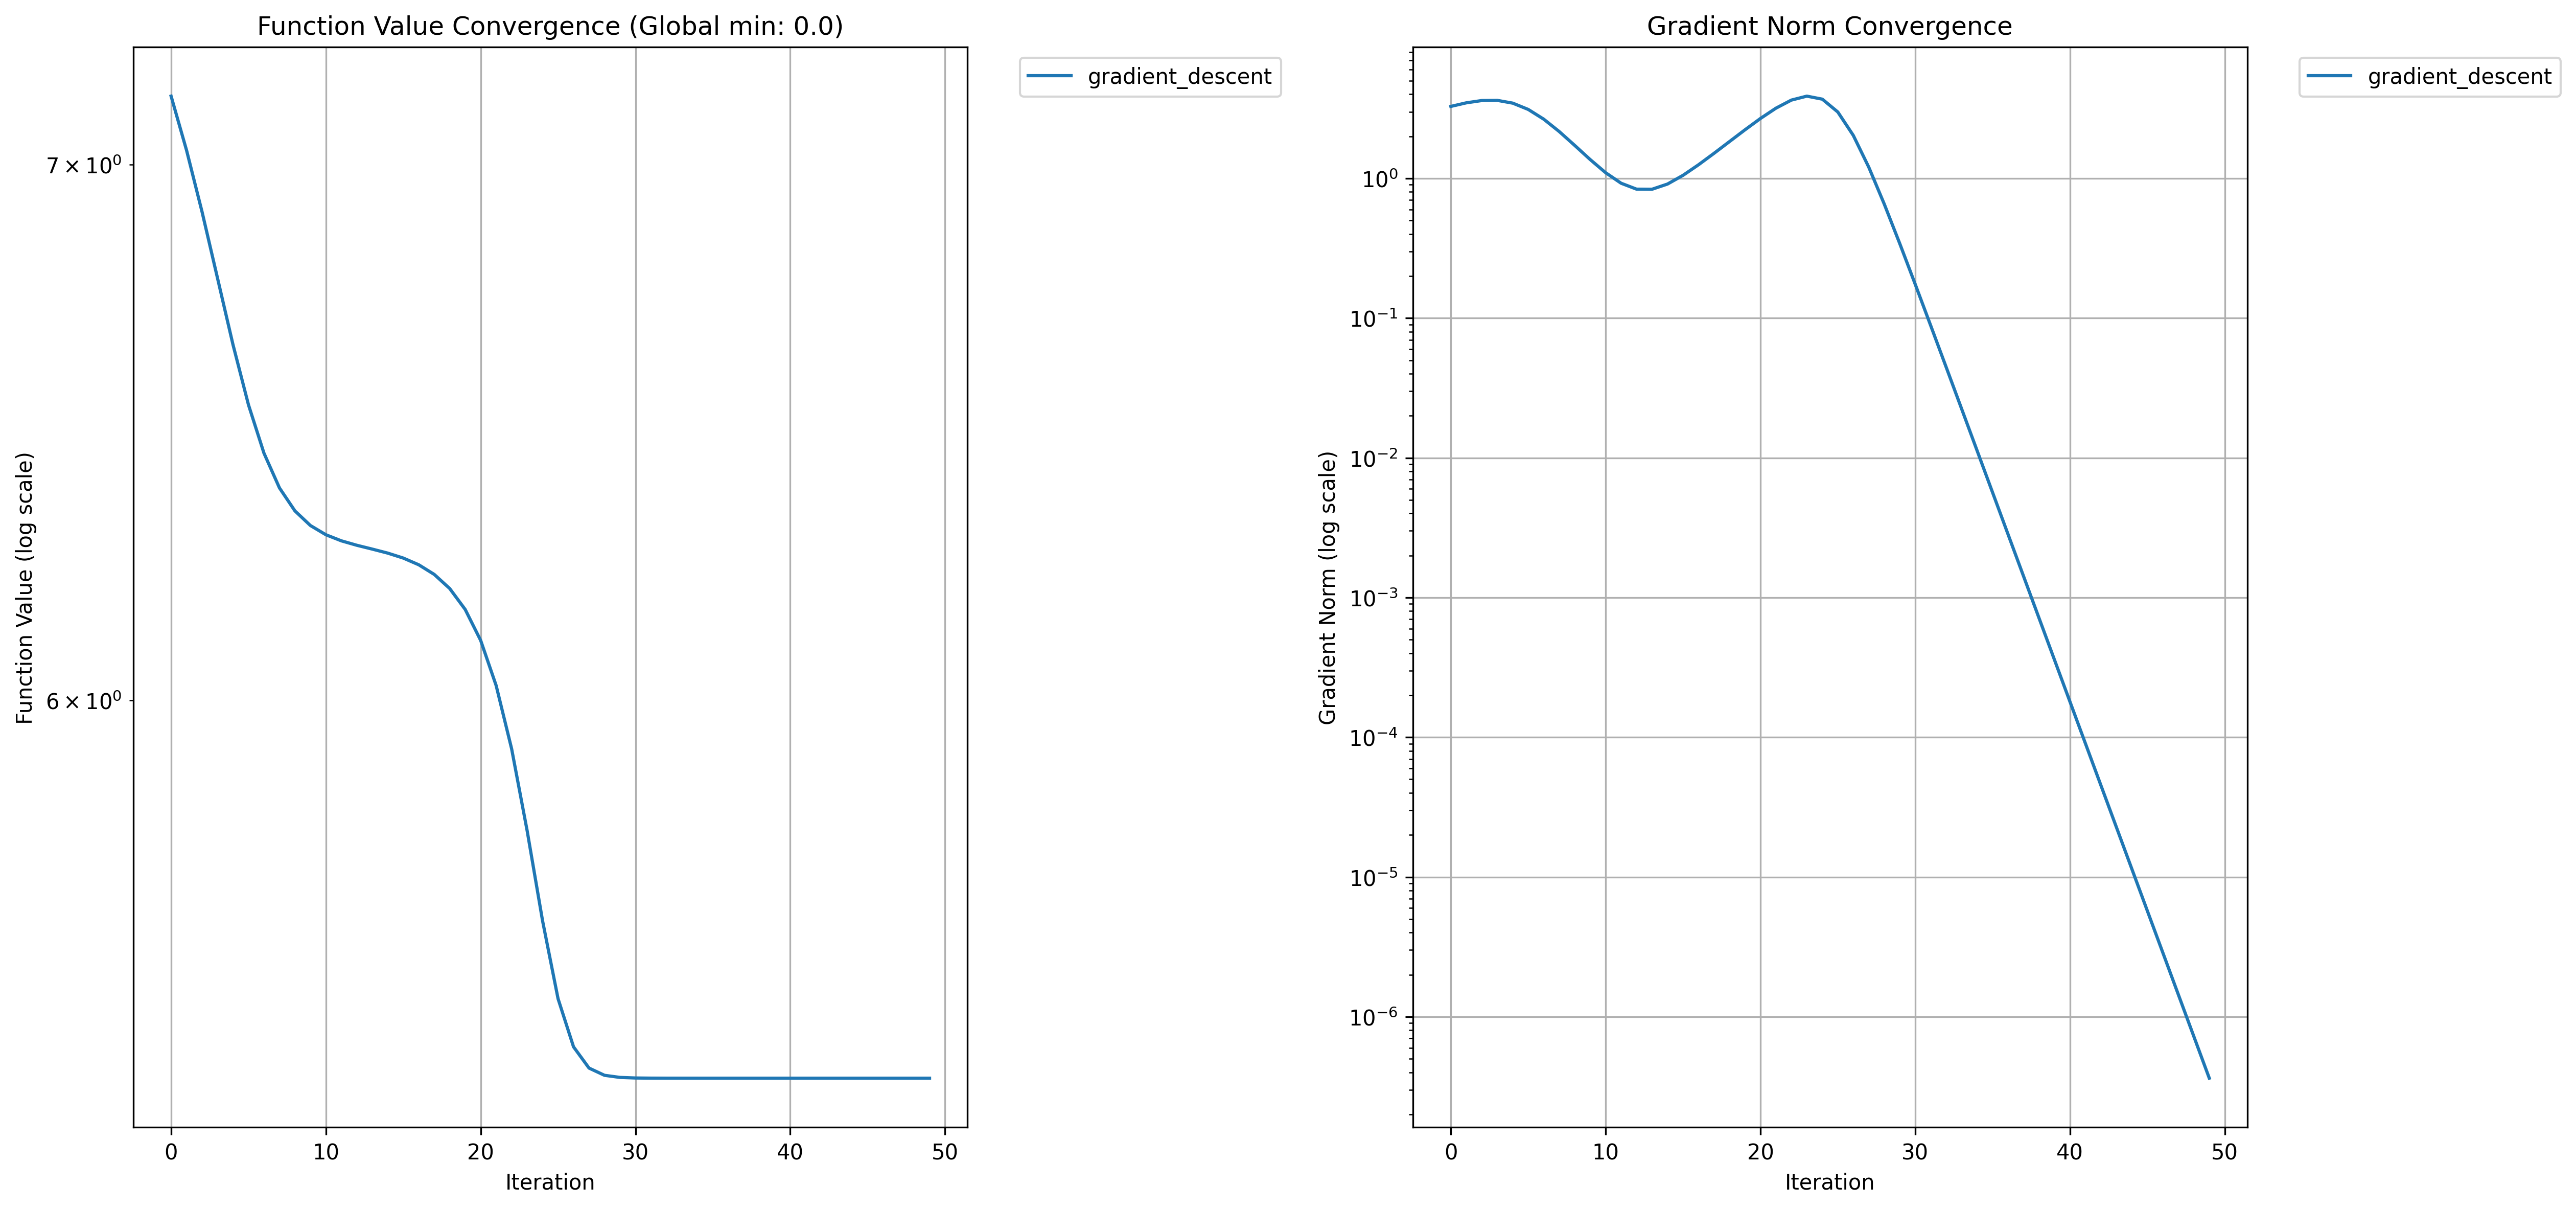 Function Value Convergence (Global min: 0.0)
gradient_descent
Function Value (log scale)
7 × 10⁰
6 × 10⁰
0 10 20 30 40 50
Iteration
Gradient Norm Convergence
gradient_descent
Gradient Norm (log scale)
10⁰
10⁻¹
10⁻²
10⁻³
10⁻⁴
10⁻⁵
10⁻⁶
0 10 20 30 40 50
Iteration